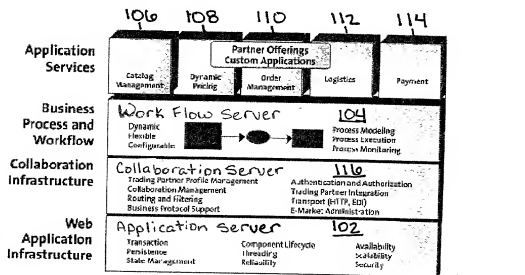 106 108 110 112 114
Application
Services
Partner Offerings
Custom Applications
Catalog
Management
Dynamic
Pricing
Order
Management
Logistics
Payment
Business
Process and
Workflow
Work Flow Server 104
Dynamic
Flexible
Configurable
Process Modeling
Process Execution
Process Monitoring
Collaboration
Infrastructure
Collaboration Server 116
Trading Partner Profile Management
Collaboration Management
Routing and Filtering
Business Protocol Support
Authentication and Authorization
Trading Partner Integration
Transport (HTTP, EDI)
E-Market Administration
Web
Application
Infrastructure
Application Server 102
Transaction
Persistence
State Management
Component Lifecycle
Threading
Reliability
Availability
Scalability
Security